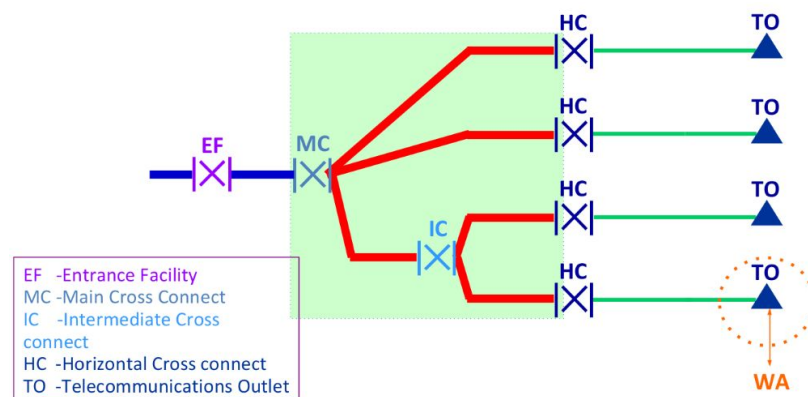 HC
TO
HC
TO
EF
MC
HC
TO
IC
HC
TO
EF -Entrance Facility
MC -Main Cross Connect
IC -Intermediate Cross
connect
HC -Horizontal Cross connect
TO -Telecommunications Outlet
WA